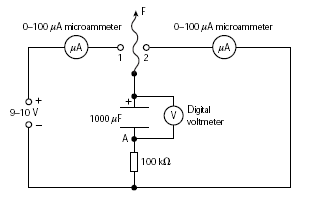 F
0–100 μA microammeter
0–100 μA microammeter
μA
1
2
μA
+
9–10 V
–
+
1000 μF
V
Digital
voltmeter
A
100 kΩ